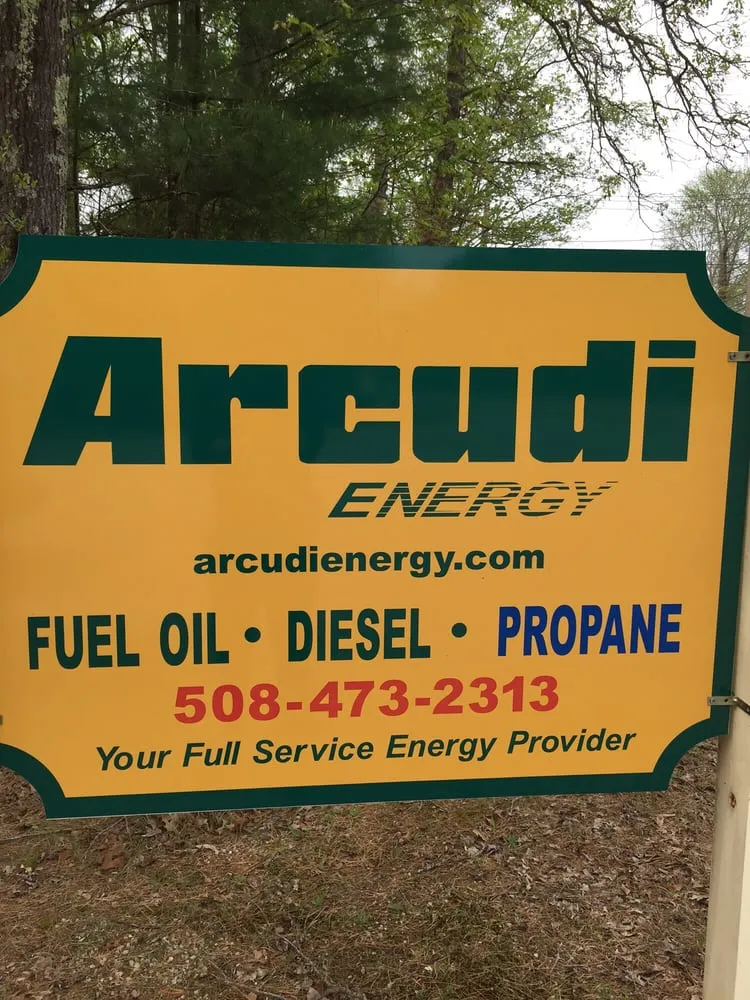 Arcudi
ENERGY
arcudienergy.com
FUEL OIL • DIESEL • PROPANE
508-473-2313
Your Full Service Energy Provider